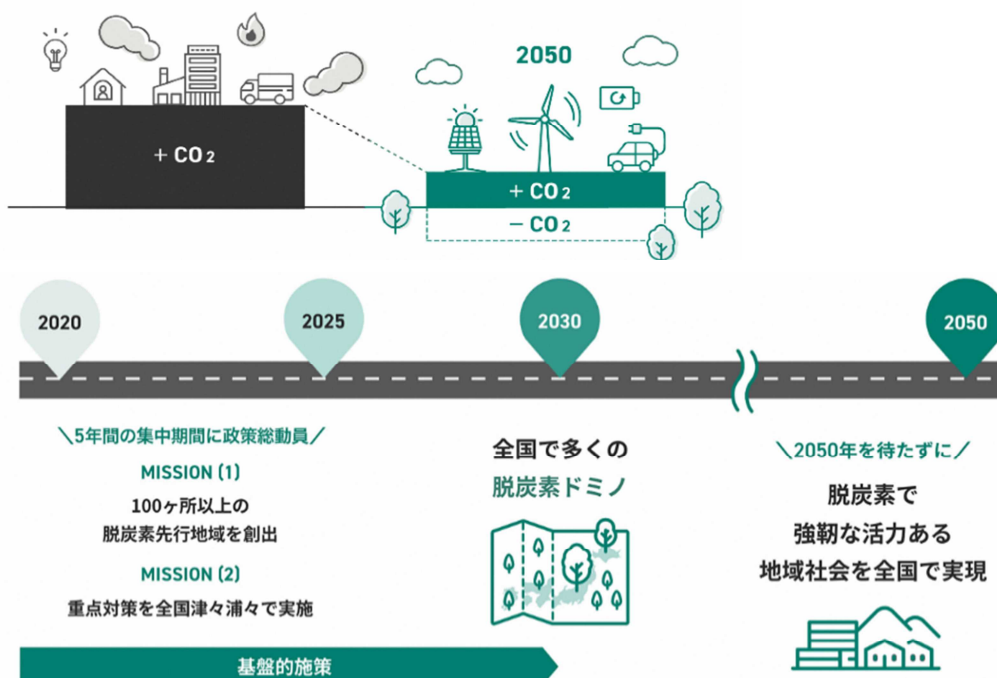 2050
+ CO2
+ CO2
− CO2
2020
2025
2030
2050
＼5年間の集中期間に政策総動員／
MISSION (1)
100ヶ所以上の
脱炭素先行地域を創出
MISSION (2)
重点対策を全国津々浦々で実施
基盤的施策
全国で多くの
脱炭素ドミノ
＼2050年を待たずに／
脱炭素で
強靭な活力ある
地域社会を全国で実現